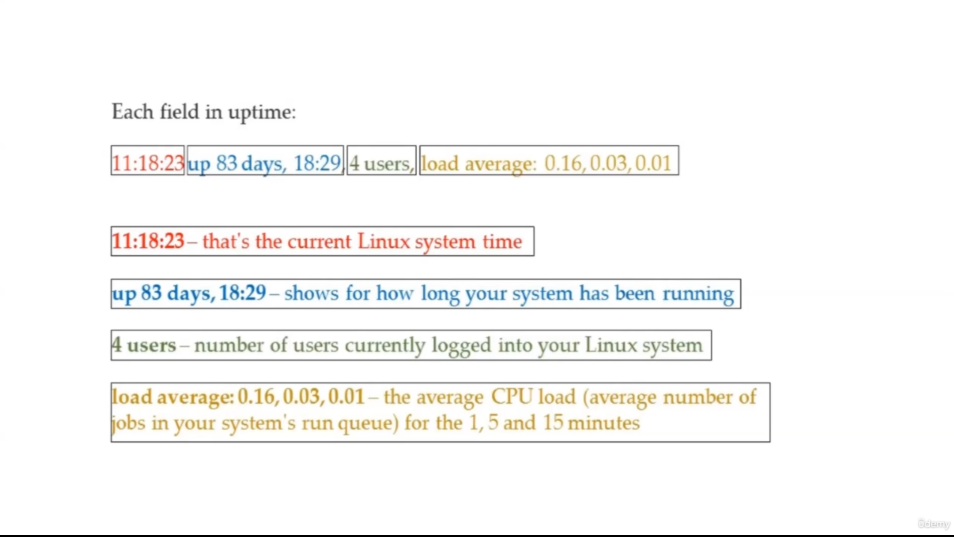 Each field in uptime:
11:18:23 up 83 days, 18:29, 4 users, load average: 0.16, 0.03, 0.01
11:18:23 – that's the current Linux system time
up 83 days, 18:29 – shows for how long your system has been running
4 users – number of users currently logged into your Linux system
load average: 0.16, 0.03, 0.01 – the average CPU load (average number of
jobs in your system's run queue) for the 1, 5 and 15 minutes
ûdemy